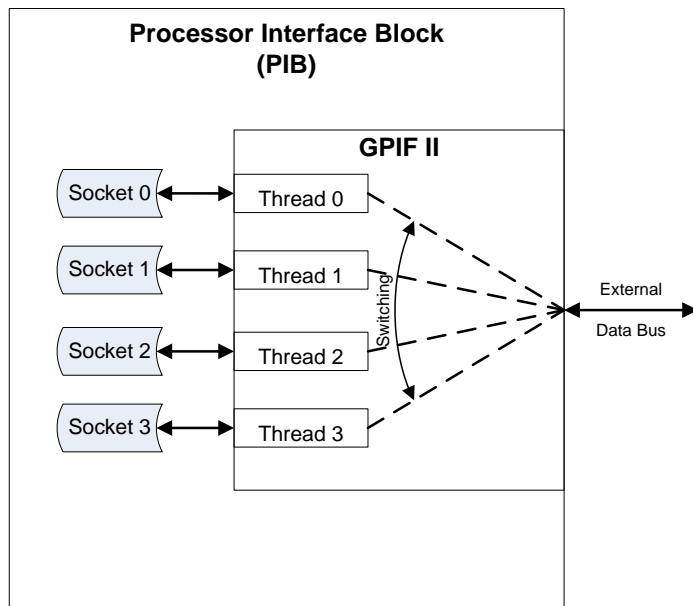 Processor Interface Block
(PIB)
GPIF II
Socket 0
Thread 0
Socket 1
Thread 1
Socket 2
Thread 2
Socket 3
Thread 3
Switching
External
Data Bus